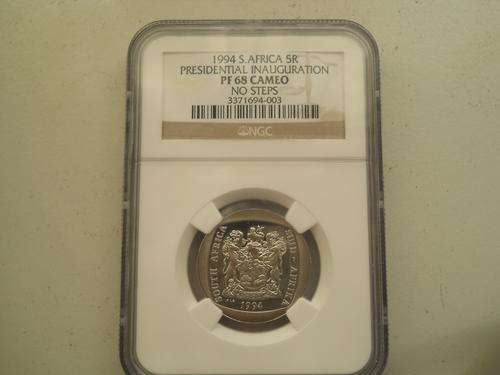 1994 S.AFRICA 5R
PRESIDENTIAL INAUGURATION
PF 68 CAMEO
NO STEPS
3371694-003
NGC
SOUTH AFRICA
SUID-AFRIKA
1994